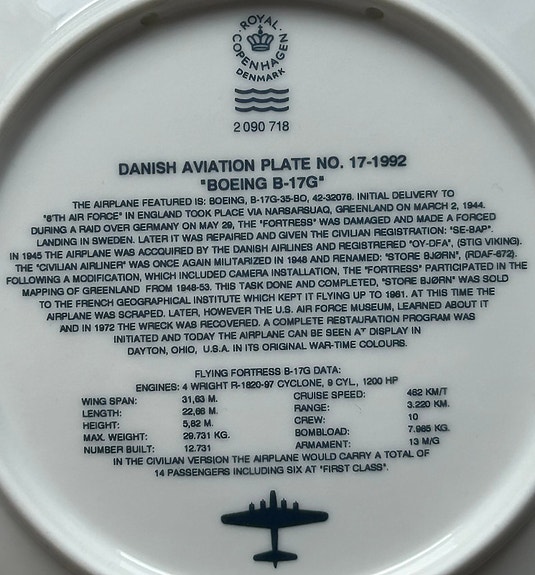 ROYAL COPENHAGEN
DENMARK
2 090 718
DANISH AVIATION PLATE NO. 17-1992
"BOEING B-17G"
THE AIRPLANE FEATURED IS: BOEING, B-17G-35-BO, 42-32076. INITIAL DELIVERY TO
"8'TH AIR FORCE" IN ENGLAND TOOK PLACE VIA NARSARSUAQ, GREENLAND ON MARCH 2, 1944.
DURING A RAID OVER GERMANY ON MAY 29, THE "FORTRESS" WAS DAMAGED AND MADE A FORCED
LANDING IN SWEDEN. LATER IT WAS REPAIRED AND GIVEN THE CIVILIAN REGISTRATION: "SE-BAP".
IN 1945 THE AIRPLANE WAS ACCQUIRED BY THE DANISH AIRLINES AND REGISTRERED "OY-DFA", (STIG VIKING).
THE "CIVILIAN AIRLINER" WAS ONCE AGAIN MILITARIZED IN 1948 AND RENAMED: "STORE BJØRN", (RDAF-672).
FOLLOWING A MODIFICATION, WHICH INCLUDED CAMERA INSTALLATION, THE "FORTRESS" PARTICIPATED IN THE
MAPPING OF GREENLAND FROM 1948-53. THIS TASK DONE AND COMPLETED, "STORE BJØRN" WAS SOLD
TO THE FRENCH GEOGRAPHICAL INSTITUTE WHICH KEPT IT FLYING UP TO 1961. AT THIS TIME THE
AIRPLANE WAS SCRAPED. LATER, HOWEVER THE U.S. AIR FORCE MUSEUM, LEARNED ABOUT IT
AND IN 1972 THE WRECK WAS RECOVERED. A COMPLETE RESTAURATION PROGRAM WAS
INITIATED AND TODAY THE AIRPLANE CAN BE SEEN AT DISPLAY IN
DAYTON, OHIO, U.S.A. IN ITS ORIGINAL WAR-TIME COLOURS.
FLYING FORTRESS B-17G DATA:
ENGINES: 4 WRIGHT R-1820-97 CYCLONE, 9 CYL., 1200 HP
WING SPAN: 31,63 M. CRUISE SPEED: 462 KM/T
LENGTH: 22,66 M. RANGE: 3.220 KM.
HEIGHT: 5,82 M. CREW: 10
MAX. WEIGHT: 29.731 KG. BOMBLOAD: 7.985 KG.
NUMBER BUILT: 12.731 ARMAMENT: 13 M/G
IN THE CIVILIAN VERSION THE AIRPLANE WOULD CARRY A TOTAL OF
14 PASSENGERS INCLUDING SIX AT "FIRST CLASS".